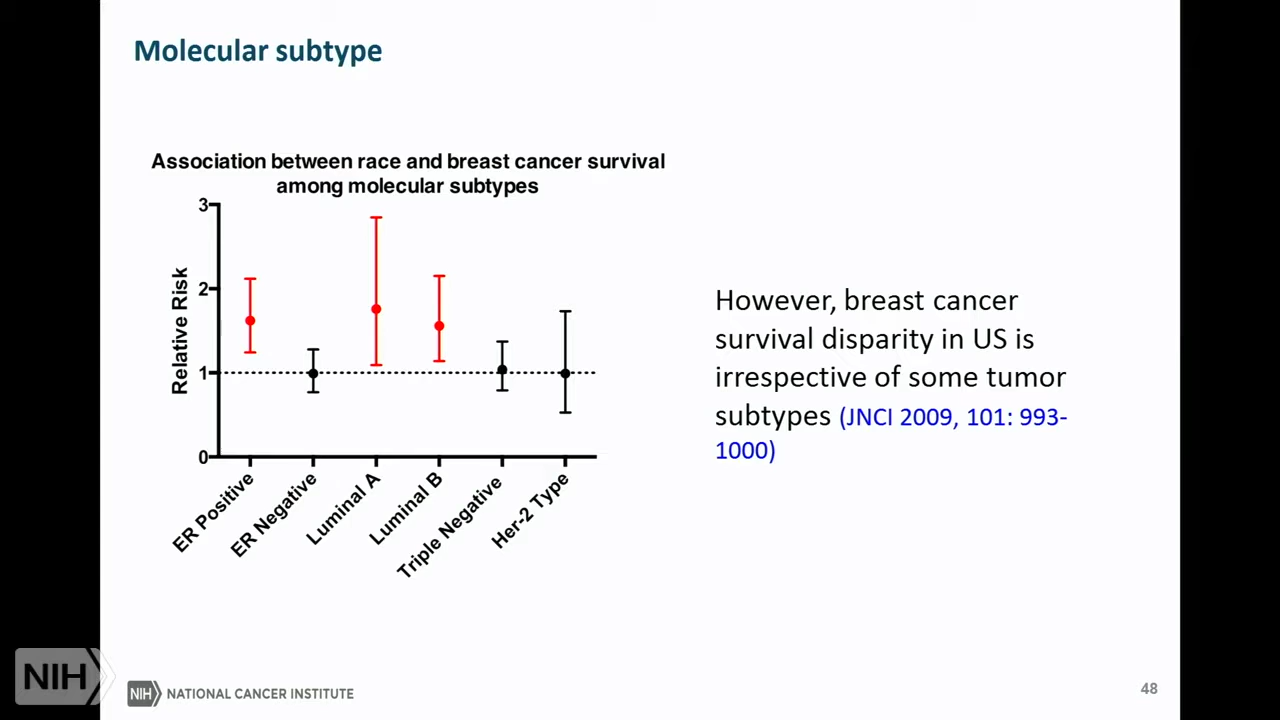 Molecular subtype
Association between race and breast cancer survival
among molecular subtypes
3
2
1
0
Relative Risk
ER Positive
ER Negative
Luminal A
Luminal B
Triple Negative
Her-2 Type
However, breast cancer
survival disparity in US is
irrespective of some tumor
subtypes (JNCI 2009, 101: 993-
1000)
NIH
NIH NATIONAL CANCER INSTITUTE
48